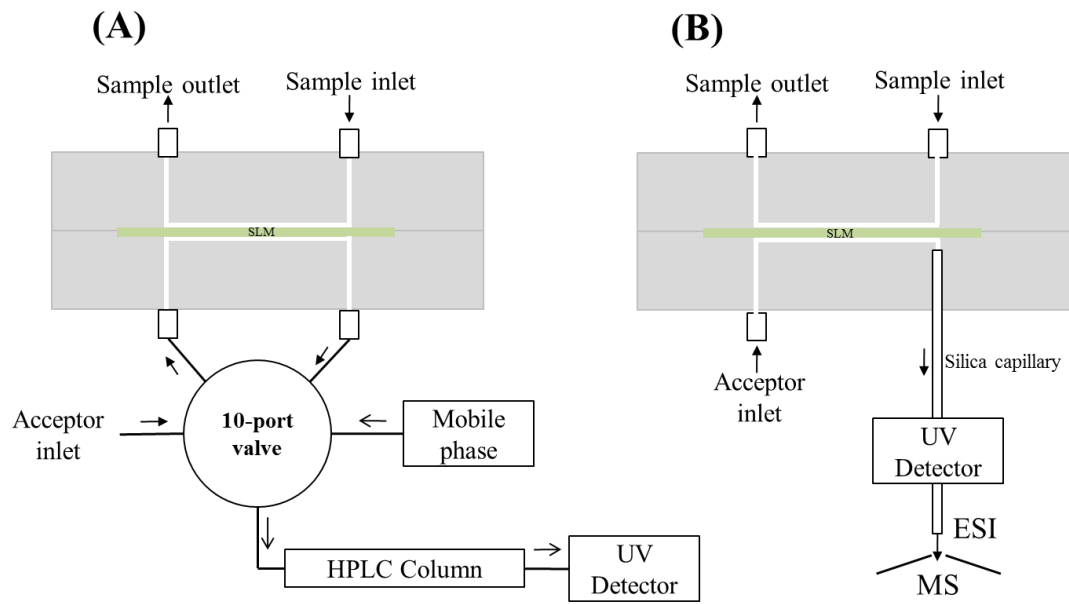 (A)
Sample outlet
Sample inlet
SLM
Acceptor
inlet
10-port
valve
Mobile
phase
HPLC Column
UV
Detector
(B)
Sample outlet
Sample inlet
SLM
Acceptor
inlet
Silica capillary
UV
Detector
ESI
MS